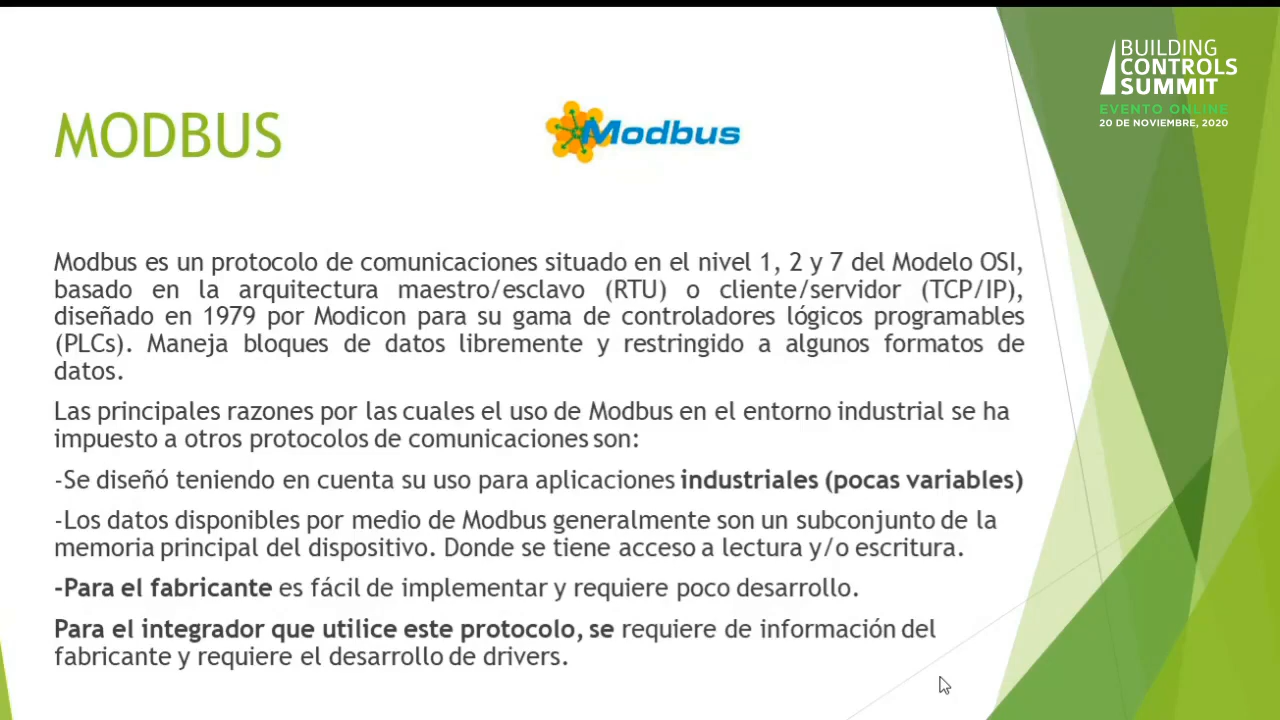 BUILDING
CONTROLS
SUMMIT
EVENTO ONLINE
20 DE NOVIEMBRE, 2020
MODBUS
Modbus
Modbus es un protocolo de comunicaciones situado en el nivel 1, 2 y 7 del Modelo OSI,
basado en la arquitectura maestro/esclavo (RTU) o cliente/servidor (TCP/IP),
diseñado en 1979 por Modicon para su gama de controladores lógicos programables
(PLCs). Maneja bloques de datos libremente y restringido a algunos formatos de
datos.
Las principales razones por las cuales el uso de Modbus en el entorno industrial se ha
impuesto a otros protocolos de comunicaciones son:
-Se diseñó teniendo en cuenta su uso para aplicaciones industriales (pocas variables)
-Los datos disponibles por medio de Modbus generalmente son un subconjunto de la
memoria principal del dispositivo. Donde se tiene acceso a lectura y/o escritura.
-Para el fabricante es fácil de implementar y requiere poco desarrollo.
Para el integrador que utilice este protocolo, se requiere de información del
fabricante y requiere el desarrollo de drivers.